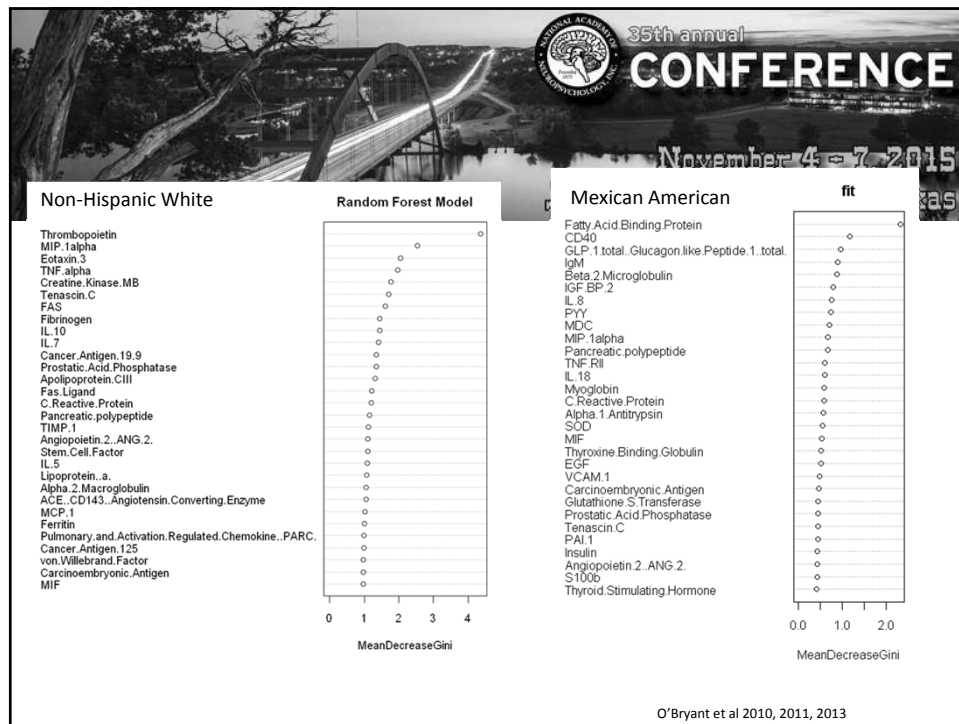 NATIONAL ACADEMY OF
NEUROPSYCHOLOGY, INC.
Founded
1975
35th annual
CONFERENCE
November 4 - 7, 2015
xas
Non-Hispanic White
Random Forest Model
Thrombopoietin
MIP.1alpha
Eotaxin.3
TNF.alpha
Creatine.Kinase.MB
Tenascin.C
FAS
Fibrinogen
IL.10
IL.7
Cancer.Antigen.19.9
Prostatic.Acid.Phosphatase
Apolipoprotein.CIII
Fas.Ligand
C.Reactive.Protein
Pancreatic.polypeptide
TIMP.1
Angiopoietin.2..ANG.2.
Stem.Cell.Factor
IL.5
Lipoprotein..a.
Alpha.2.Macroglobulin
ACE..CD143..Angiotensin.Converting.Enzyme
MCP.1
Ferritin
Pulmonary.and.Activation.Regulated.Chemokine..PARC.
Cancer.Antigen.125
von.Willebrand.Factor
Carcinoembryonic.Antigen
MIF
0 1 2 3 4
MeanDecreaseGini
Mexican American
fit
Fatty.Acid.Binding.Protein
CD40
GLP.1.total..Glucagon.like.Peptide.1..total.
IgM
Beta.2.Microglobulin
IGF.BP.2
IL.8
PYY
MDC
MIP.1alpha
Pancreatic.polypeptide
TNF.RII
IL.18
Myoglobin
C.Reactive.Protein
Alpha.1.Antitrypsin
SOD
MIF
Thyroxine.Binding.Globulin
EGF
VCAM.1
Carcinoembryonic.Antigen
Glutathione.S.Transferase
Prostatic.Acid.Phosphatase
Tenascin.C
PAI.1
Insulin
Angiopoietin.2..ANG.2.
S100b
Thyroid.Stimulating.Hormone
0.0 1.0 2.0
MeanDecreaseGini
O'Bryant et al 2010, 2011, 2013